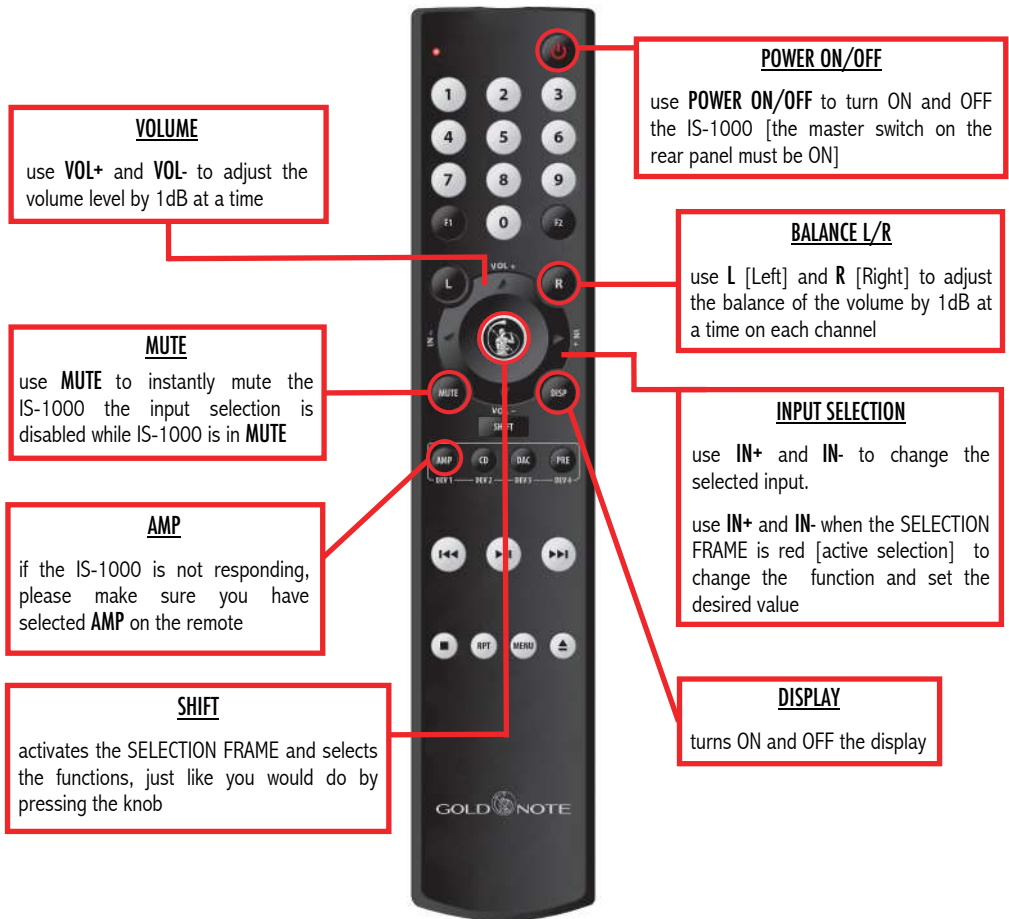 POWER ON/OFF
use POWER ON/OFF to turn ON and OFF
the IS-1000 [the master switch on the
rear panel must be ON]
VOLUME
use VOL+ and VOL- to adjust the
volume level by 1dB at a time
BALANCE L/R
use L [Left] and R [Right] to adjust
the balance of the volume by 1dB at
a time on each channel
MUTE
use MUTE to instantly mute the
IS-1000 the input selection is
disabled while IS-1000 is in MUTE
INPUT SELECTION
use IN+ and IN- to change the
selected input.
use IN+ and IN- when the SELECTION
FRAME is red [active selection] to
change the function and set the
desired value
AMP
if the IS-1000 is not responding,
please make sure you have
selected AMP on the remote
SHIFT
activates the SELECTION FRAME and selects
the functions, just like you would do by
pressing the knob
DISPLAY
turns ON and OFF the display
1 2 3
4 5 6
7 8 9
F1 0 F2
VOL +
L R
IN -
IN +
MUTE DISP
VOL -
SHIFT
AMP CD DAC PRE
DEV 1 DEV 2 DEV 3 DEV 4
RPT MENU
GOLD NOTE